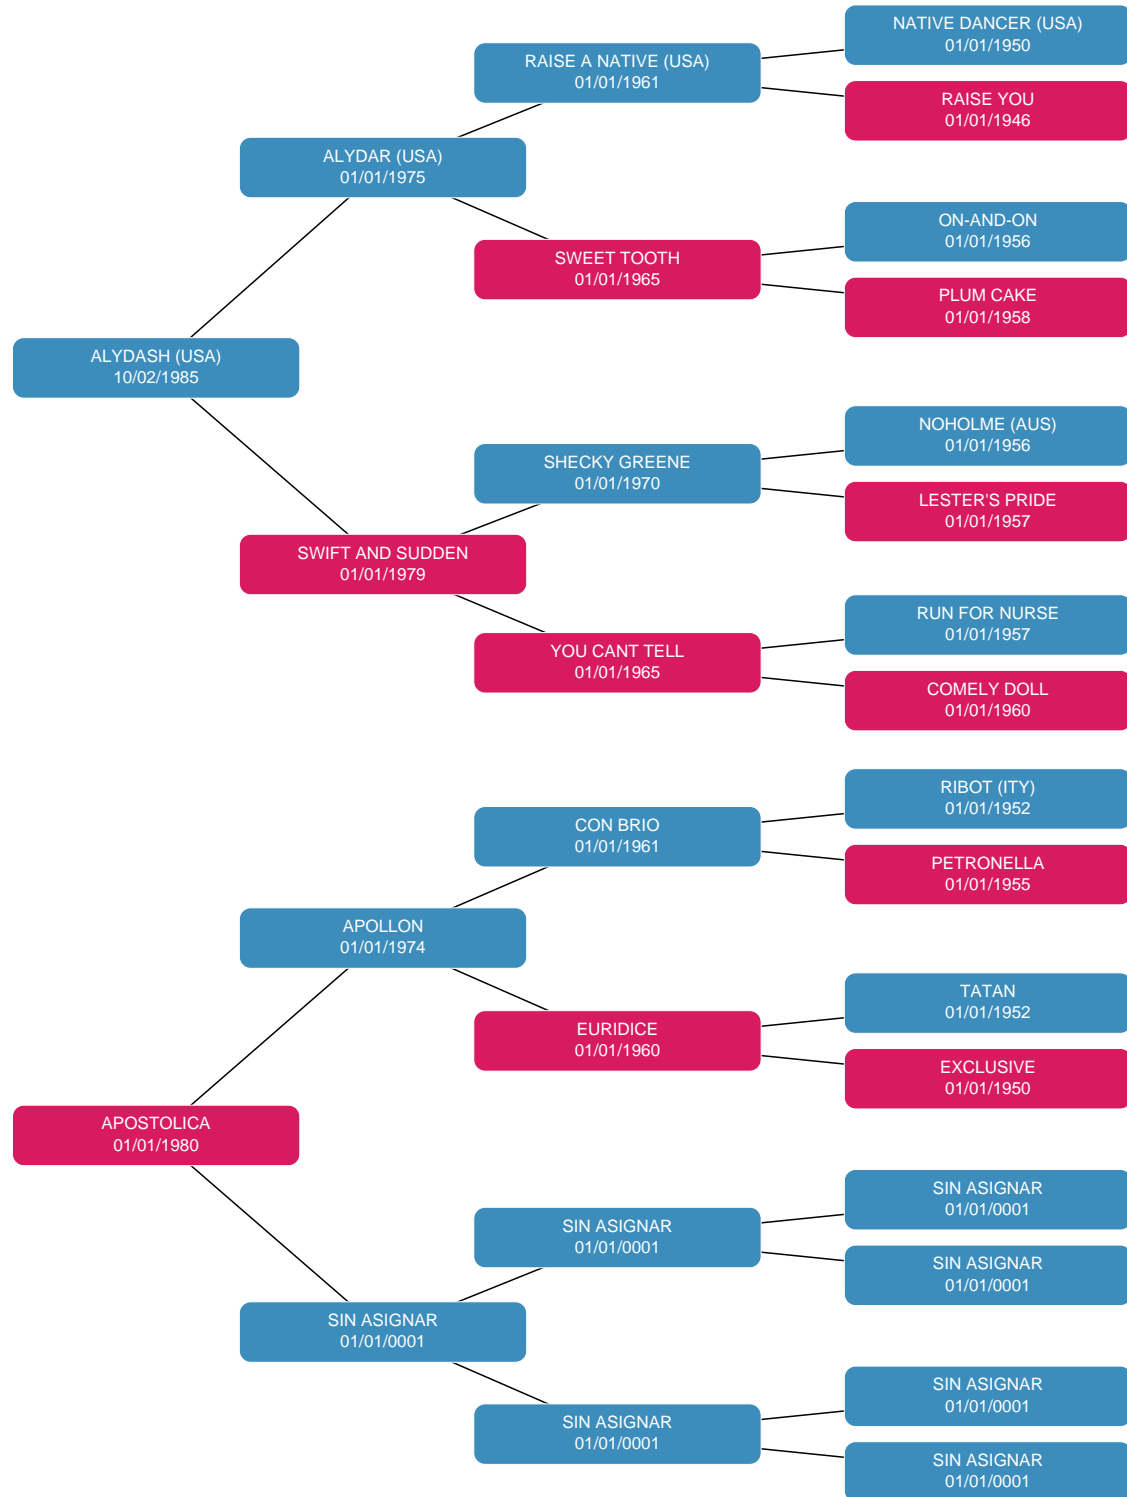 NATIVE DANCER (USA)
01/01/1950
RAISE A NATIVE (USA)
01/01/1961
RAISE YOU
01/01/1946
ALYDAR (USA)
01/01/1975
ON-AND-ON
01/01/1956
SWEET TOOTH
01/01/1965
PLUM CAKE
01/01/1958
ALYDASH (USA)
10/02/1985
NOHOLME (AUS)
01/01/1956
SHECKY GREENE
01/01/1970
LESTER'S PRIDE
01/01/1957
SWIFT AND SUDDEN
01/01/1979
RUN FOR NURSE
01/01/1957
YOU CANT TELL
01/01/1965
COMELY DOLL
01/01/1960
RIBOT (ITY)
01/01/1952
CON BRIO
01/01/1961
PETRONELLA
01/01/1955
APOLLON
01/01/1974
TATAN
01/01/1952
EURIDICE
01/01/1960
EXCLUSIVE
01/01/1950
APOSTOLICA
01/01/1980
SIN ASIGNAR
01/01/0001
SIN ASIGNAR
01/01/0001
SIN ASIGNAR
01/01/0001
SIN ASIGNAR
01/01/0001
SIN ASIGNAR
01/01/0001
SIN ASIGNAR
01/01/0001
SIN ASIGNAR
01/01/0001